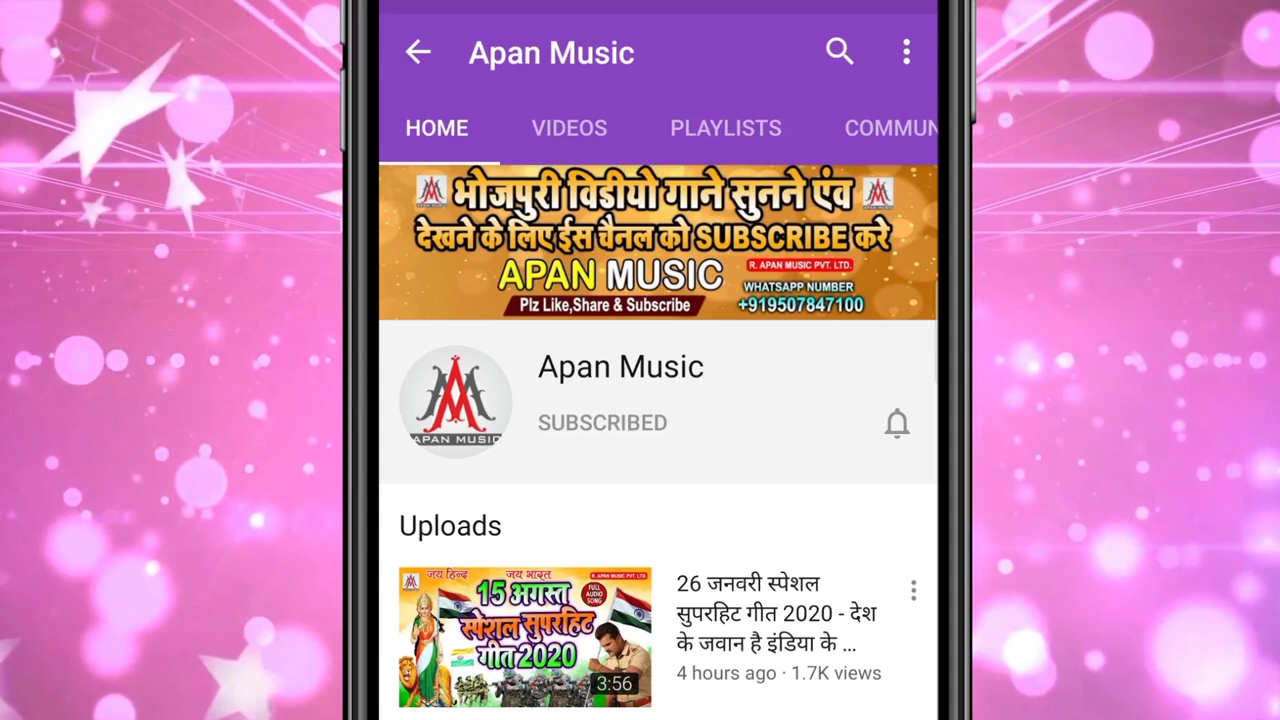 Apan Music
HOME VIDEOS PLAYLISTS COMMUN
भोजपुरी विडीयो गाने सुनने एंव
देखने के लिए ईस चैनल को SUBSCRIBE करे
APAN MUSIC
R. APAN MUSIC PVT. LTD.
Plz Like,Share & Subscribe
WHATSAPP NUMBER
+919507847100
Apan Music
APAN MUSIC
SUBSCRIBED
Uploads
जय हिन्द जय भारत
R. APAN MUSIC PVT. LTD
15 अगस्त
FULL
AUDIO
SONG
स्पेशल सुपरहिट
गीत 2020
3:56
26 जनवरी स्पेशल
सुपरहिट गीत 2020 - देश
के जवान है इंडिया के ...
4 hours ago · 1.7K views